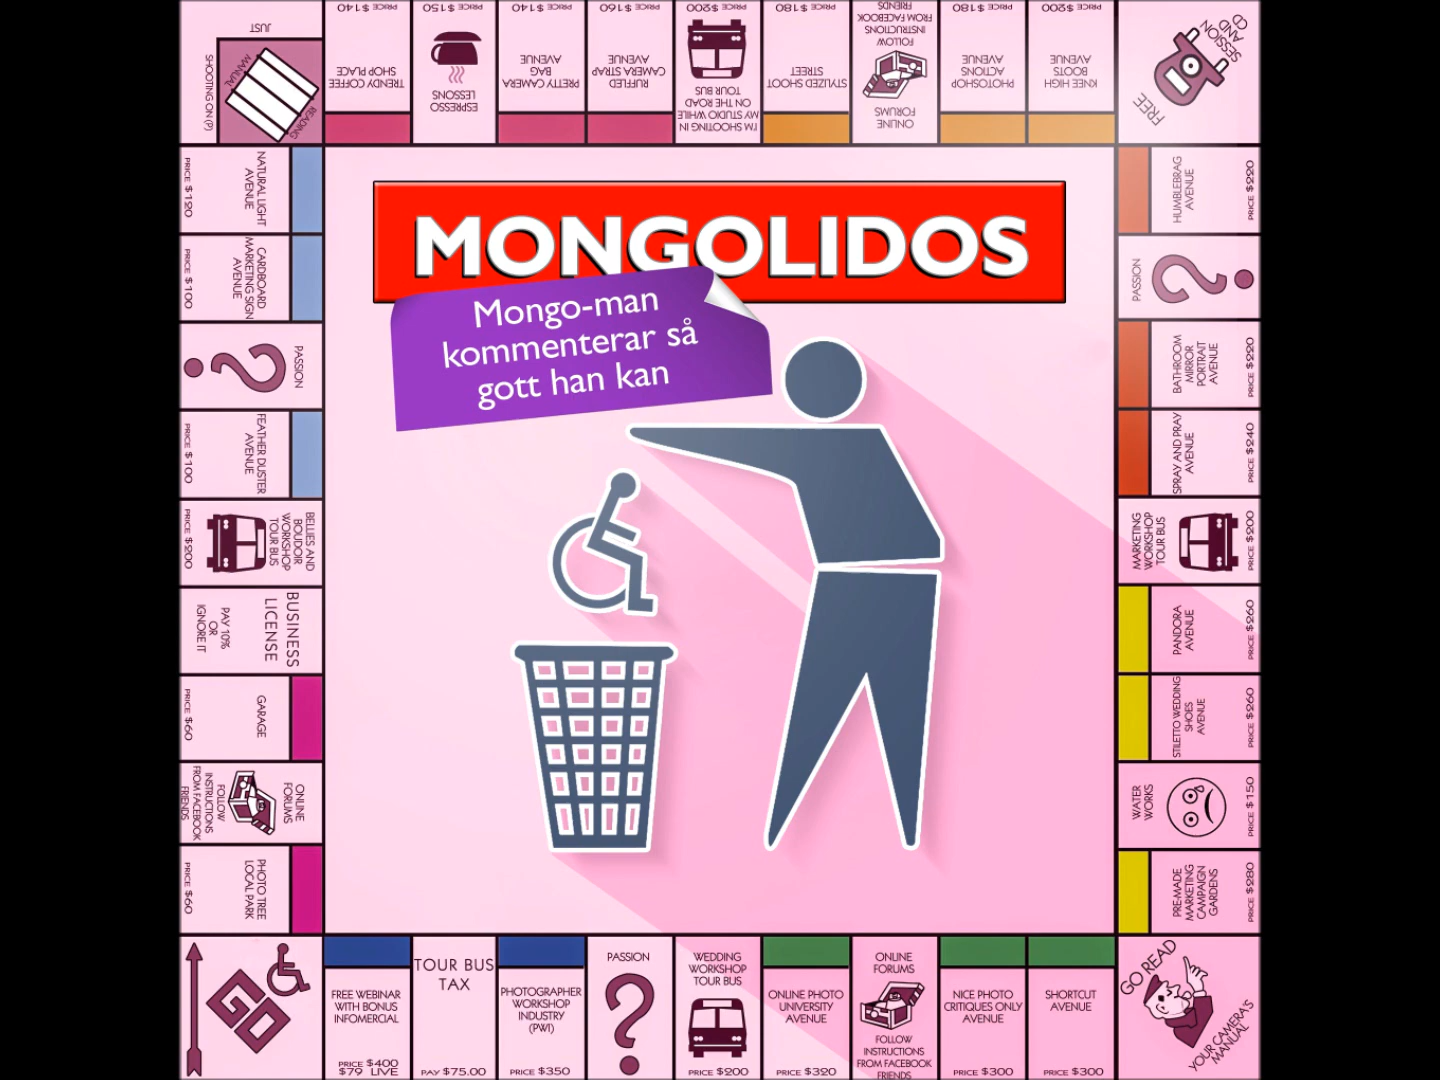 JUST
SHOOTING ON (P)
READING
MANUAL
TRENDY COFFEE
SHOP PLACE
PRICE $140
ESPRESSO
LESSONS
PRICE $150
PRETTY CAMERA
BAG
AVENUE
PRICE $140
RUFFLED
CAMERA STRAP
AVENUE
PRICE $160
I'M SHOOTING IN
MY STUDIO WHILE
ON THE ROAD
TOUR BUS
PRICE $200
STYLIZED SHOOT
STREET
PRICE $180
ONLINE
FORUMS
FOLLOW
INSTRUCTIONS
FROM FACEBOOK
FRIENDS
PHOTOSHOP
ACTIONS
AVENUE
PRICE $180
KNEE HIGH
BOOTS
AVENUE
PRICE $200
FREE
SESSION
AND
CD
NATURAL LIGHT
AVENUE
PRICE $120
CARDBOARD
MARKETING SIGN
AVENUE
PRICE $100
PASSION
FEATHER DUSTER
AVENUE
PRICE $100
BELLIES AND
BOUDOIR
WORKSHOP
TOUR BUS
PRICE $200
BUSINESS
LICENSE
PAY 10%
OR
IGNORE IT
GARAGE
PRICE $60
ONLINE
FORUMS
FOLLOW
INSTRUCTIONS
FROM FACEBOOK
FRIENDS
PHOTO TREE
LOCAL PARK
PRICE $60
MONGOLIDOS
Mongo-man
kommenterar så
gott han kan
HUMBLEBRAG
AVENUE
PRICE $220
PASSION
BATHROOM
MIRROR
PORTRAIT
AVENUE
PRICE $220
SPRAY AND PRAY
AVENUE
PRICE $240
MARKETING
WORKSHOP
TOUR BUS
PRICE $200
PANDORA
AVENUE
PRICE $260
STILETTO WEDDING
SHOES
AVENUE
PRICE $260
WATER
WORKS
PRICE $150
PRE-MADE
MARKETING
CAMPAIGN
GARDENS
PRICE $280
GO
FREE WEBINAR
WITH BONUS
INFOMERCIAL
PRICE $400
$79 LIVE
TOUR BUS
TAX
PAY $75.00
PHOTOGRAPHER
WORKSHOP
INDUSTRY
(PWI)
PRICE $350
PASSION
WEDDING
WORKSHOP
TOUR BUS
PRICE $200
ONLINE PHOTO
UNIVERSITY
AVENUE
PRICE $320
ONLINE
FORUMS
FOLLOW
INSTRUCTIONS
FROM FACEBOOK
FRIENDS
NICE PHOTO
CRITIQUES ONLY
AVENUE
PRICE $300
SHORTCUT
AVENUE
PRICE $300
GO READ
YOUR CAMERA'S
MANUAL